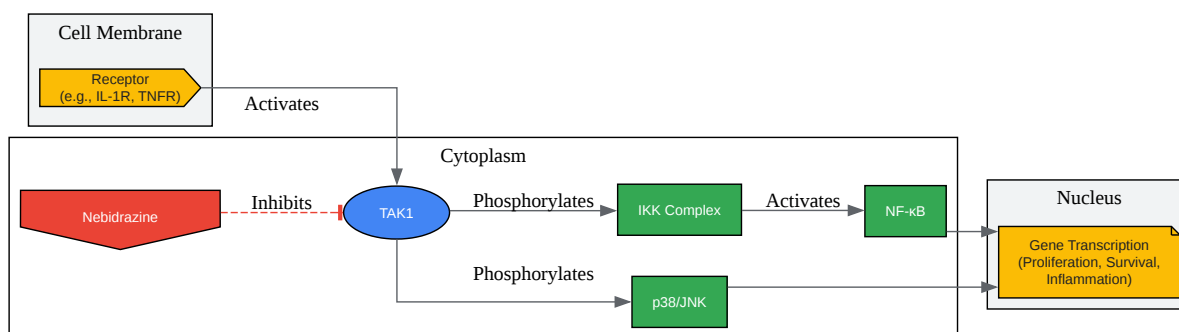 Cell Membrane
Receptor
(e.g., IL-1R, TNFR)
Activates
Cytoplasm
Nebidrazine
Inhibits
TAK1
Phosphorylates
IKK Complex
Activates
NF-κB
Phosphorylates
p38/JNK
Nucleus
Gene Transcription
(Proliferation, Survival,
Inflammation)